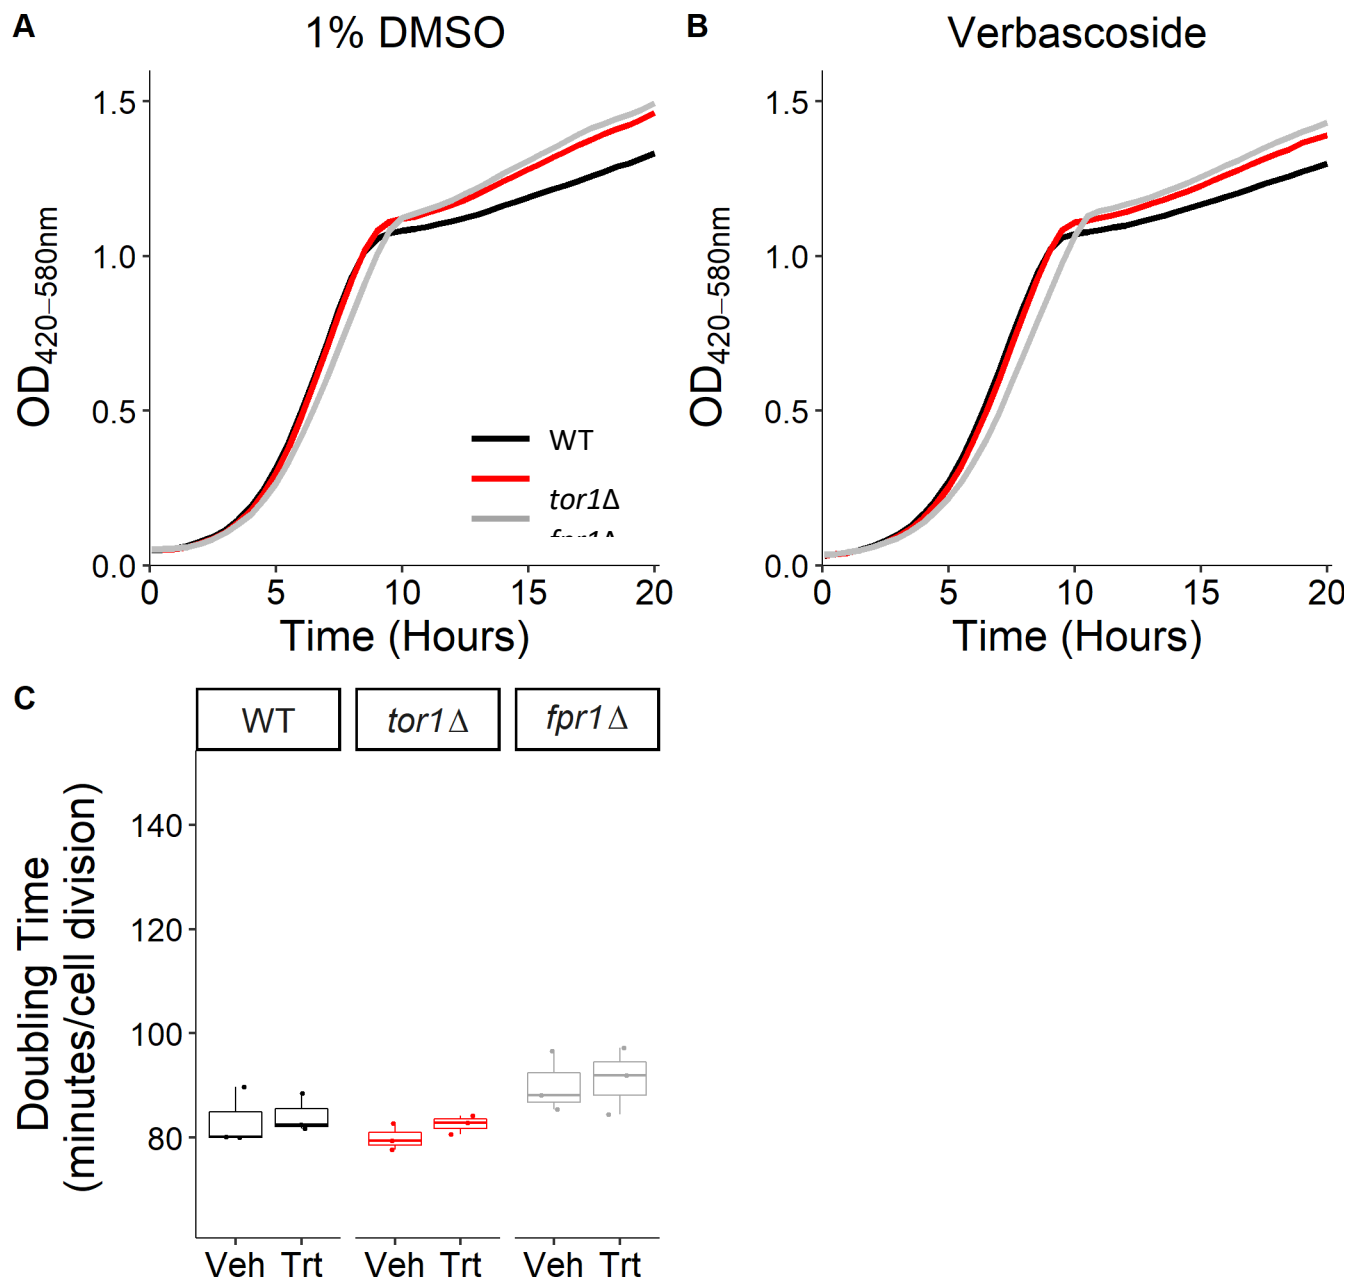 A
1% DMSO
OD420−580nm
1.5
1.0
0.5
0.0
WT
tor1Δ
fpr1Δ
0 5 10 15 20
Time (Hours)
B
Verbascoside
OD420−580nm
1.5
1.0
0.5
0.0
0 5 10 15 20
Time (Hours)
C
WT tor1Δ fpr1Δ
Doubling Time
(minutes/cell division)
140
120
100
80
Veh Trt Veh Trt Veh Trt